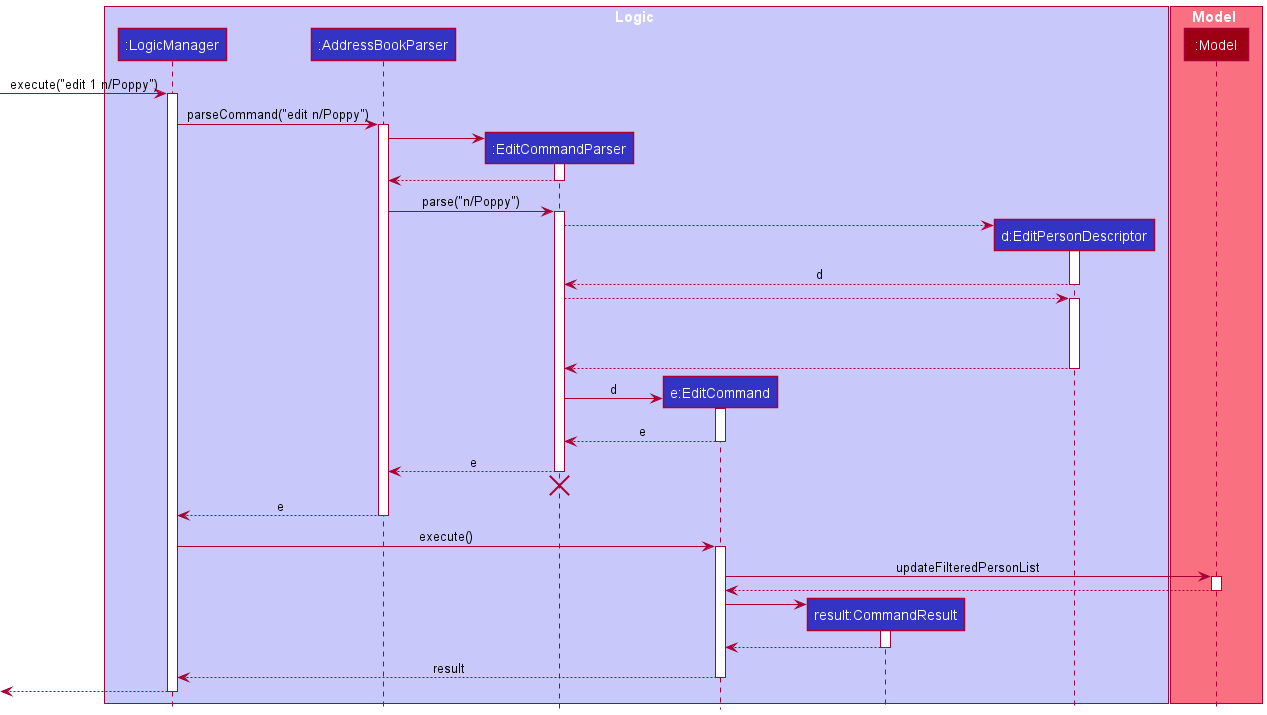 Logic
Model
:LogicManager
:AddressBookParser
:Model
execute("edit 1 n/Poppy")
parseCommand("edit n/Poppy")
:EditCommandParser
parse("n/Poppy")
d:EditPersonDescriptor
d
d
e:EditCommand
e
e
e
execute()
updateFilteredPersonList
result:CommandResult
result